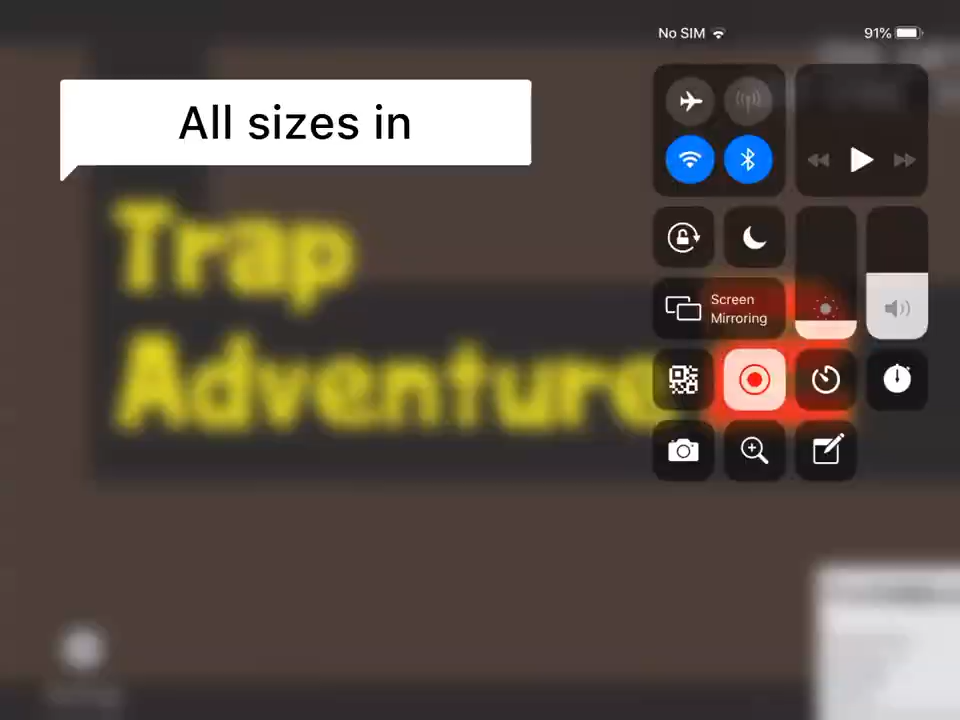 No SIM
91%
All sizes in
Trap
Adventure
Screen
Mirroring